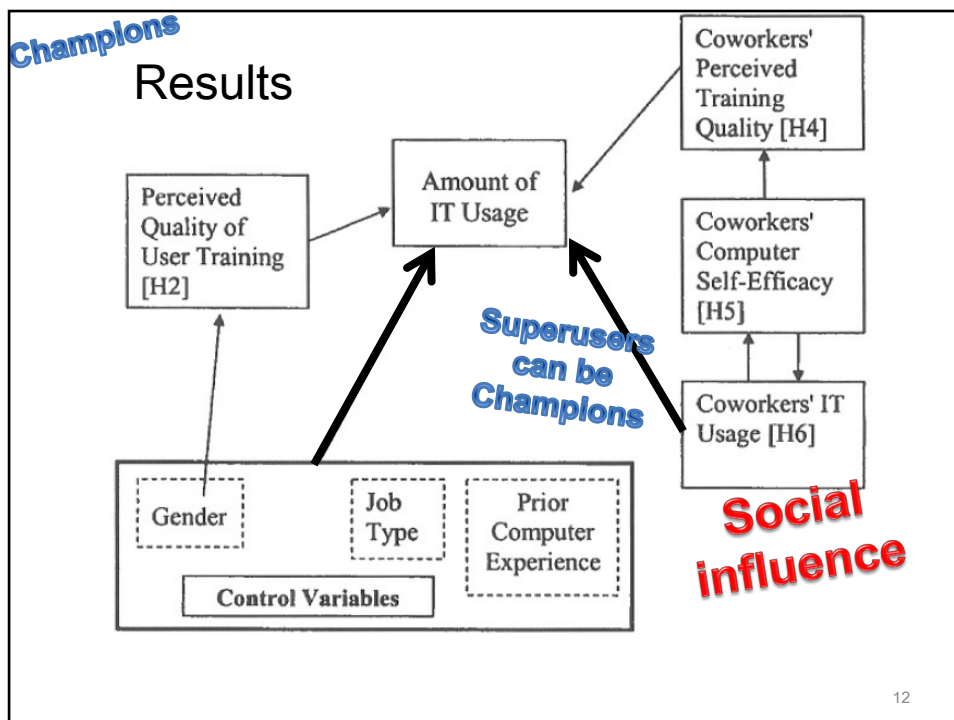 Champions
Results
Coworkers'
Perceived
Training
Quality [H4]
Amount of
IT Usage
Perceived
Quality of
User Training
[H2]
Coworkers'
Computer
Self-Efficacy
[H5]
Superusers
can be
Champions
Coworkers' IT
Usage [H6]
Social
influence
Gender
Job
Type
Prior
Computer
Experience
Control Variables
12